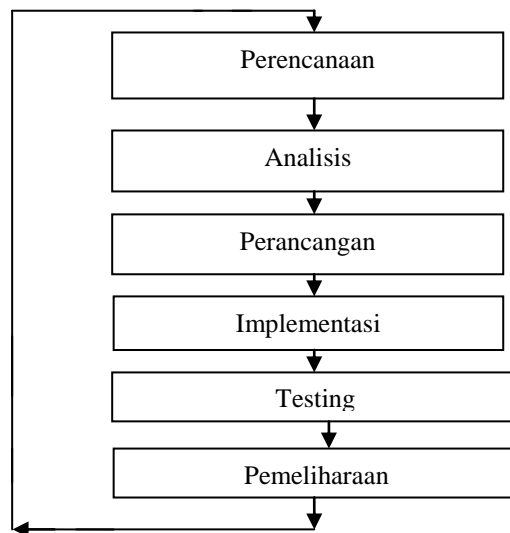 Perencanaan
Analisis
Perancangan
Implementasi
Testing
Pemeliharaan